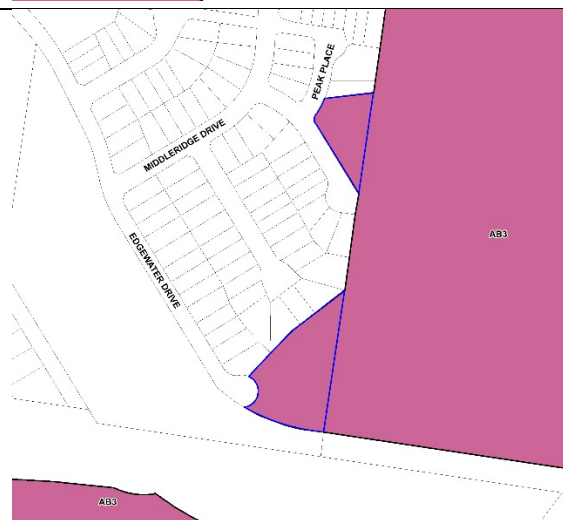 PEAK PLACE
MIDDLERIDGE DRIVE
EDGEWATER DRIVE
AB3
AB3